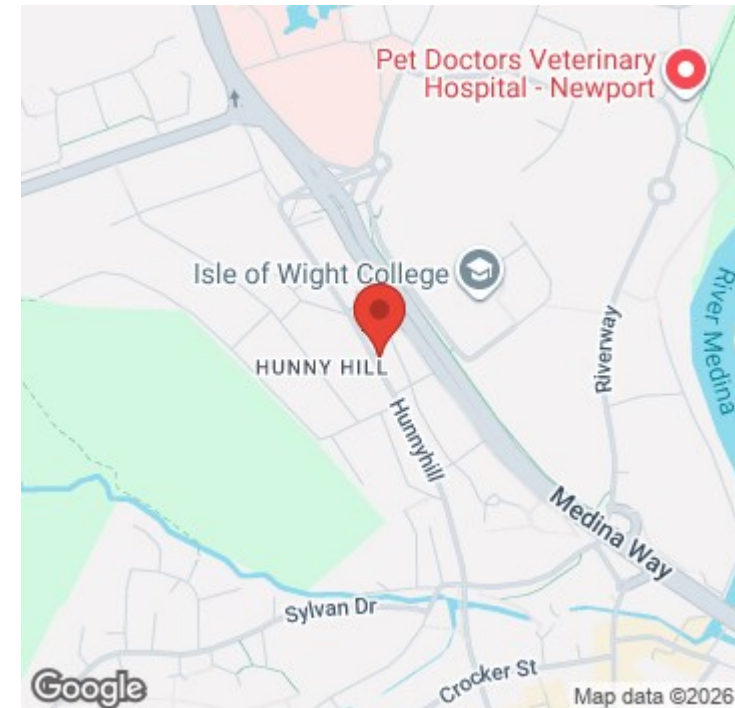 Pet Doctors Veterinary
Hospital - Newport
Isle of Wight College
River Medina
Riverway
HUNNY HILL
Hunnyhill
Medina Way
Sylvan Dr
Crocker St
Google
Map data ©2026